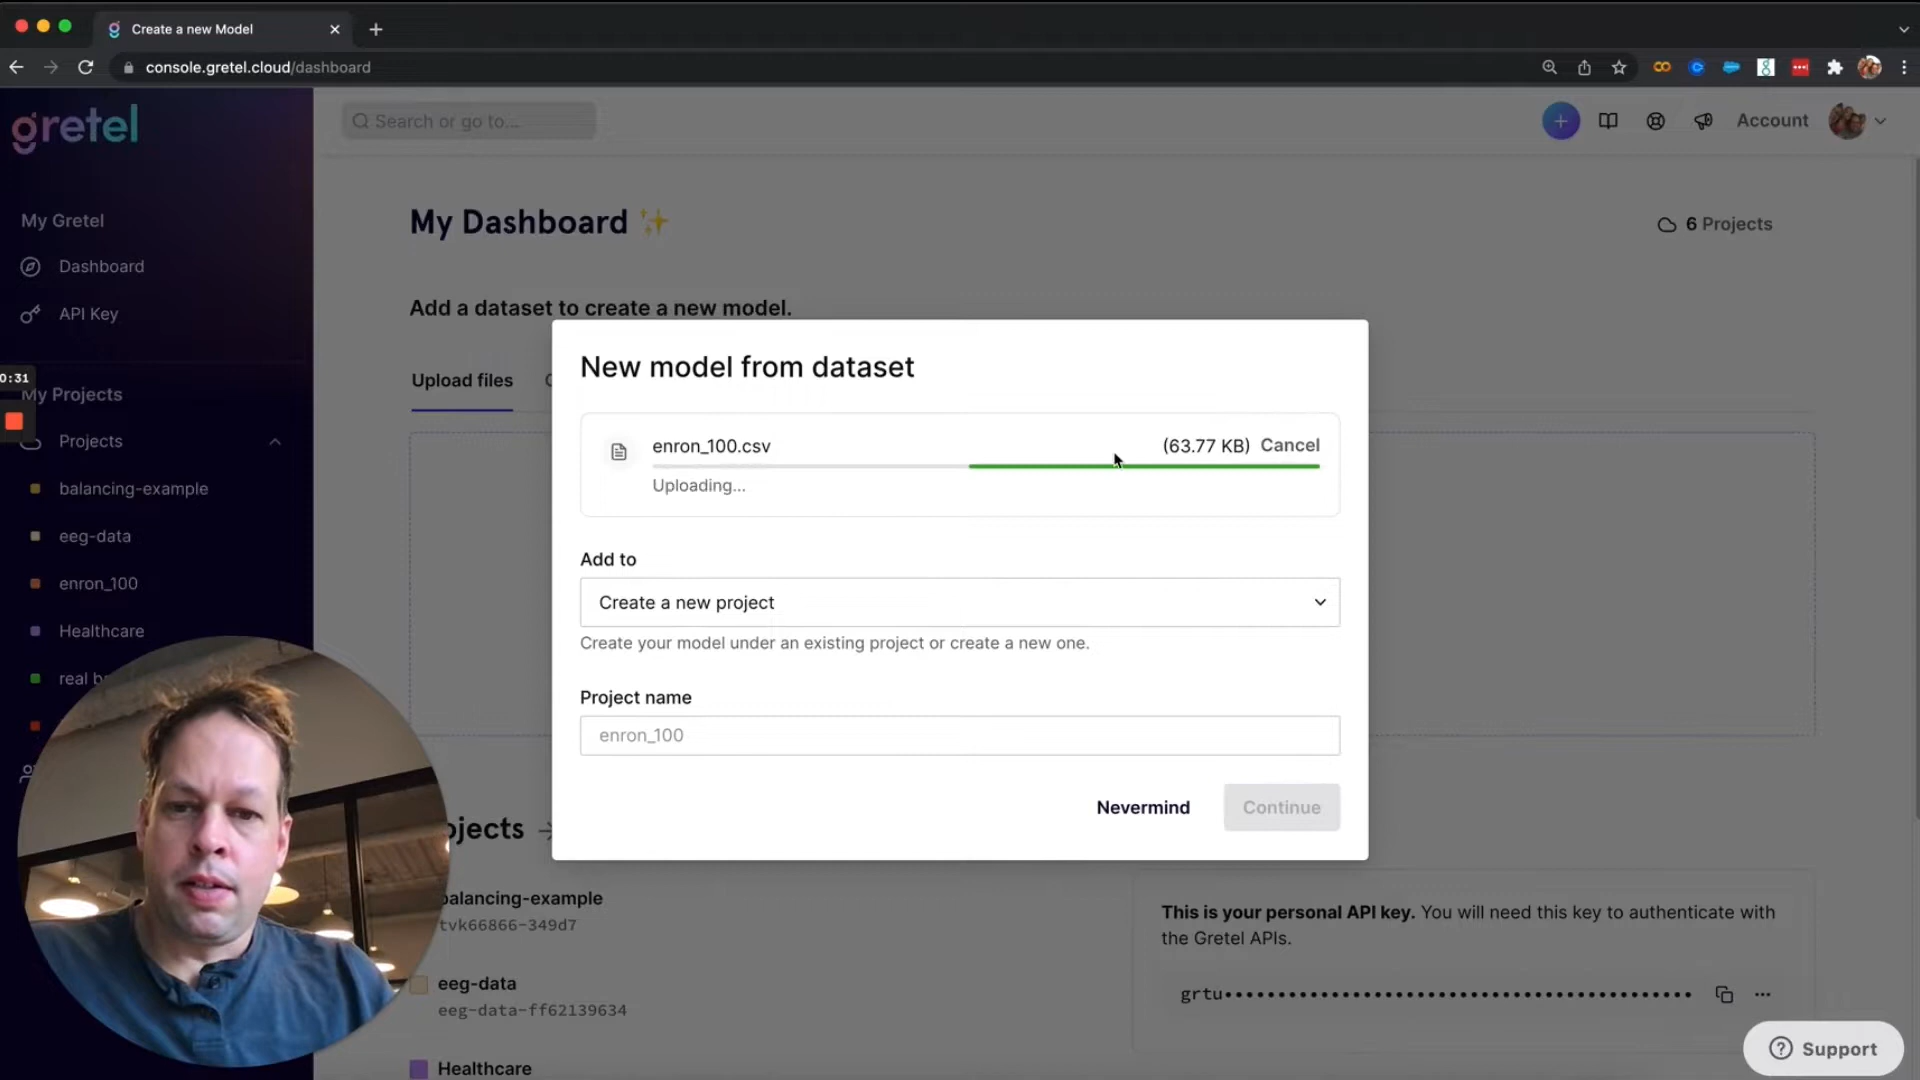 Create a new Model
console.gretel.cloud/dashboard
gretel
Search or go to...
Account
My Gretel
Dashboard
API Key
My Projects
Projects
balancing-example
eeg-data
enron_100
Healthcare
real
0:31
My Dashboard
6 Projects
Add a dataset to create a new model.
Upload files
New model from dataset
enron_100.csv
(63.77 KB)
Cancel
Uploading...
Add to
Create a new project
Create your model under an existing project or create a new one.
Project name
enron_100
Nevermind
Continue
ojects →
balancing-example
tvk66866-349d7
eeg-data
eeg-data-ff62139634
Healthcare
This is your personal API key. You will need this key to authenticate with
the Gretel APIs.
grtu••••••••••••••••••••••••••••••••••••••••••••
Support